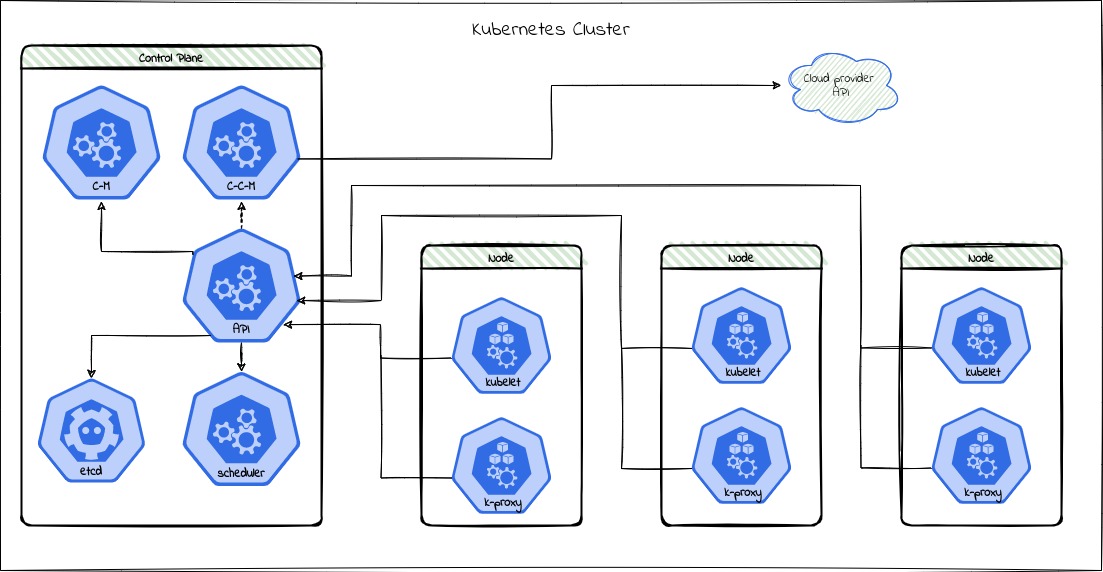 Kubernetes Cluster
Control Plane
C-M
C-C-M
API
etcd
scheduler
Cloud provider
API
Node
kubelet
k-proxy
Node
kubelet
k-proxy
Node
kubelet
k-proxy